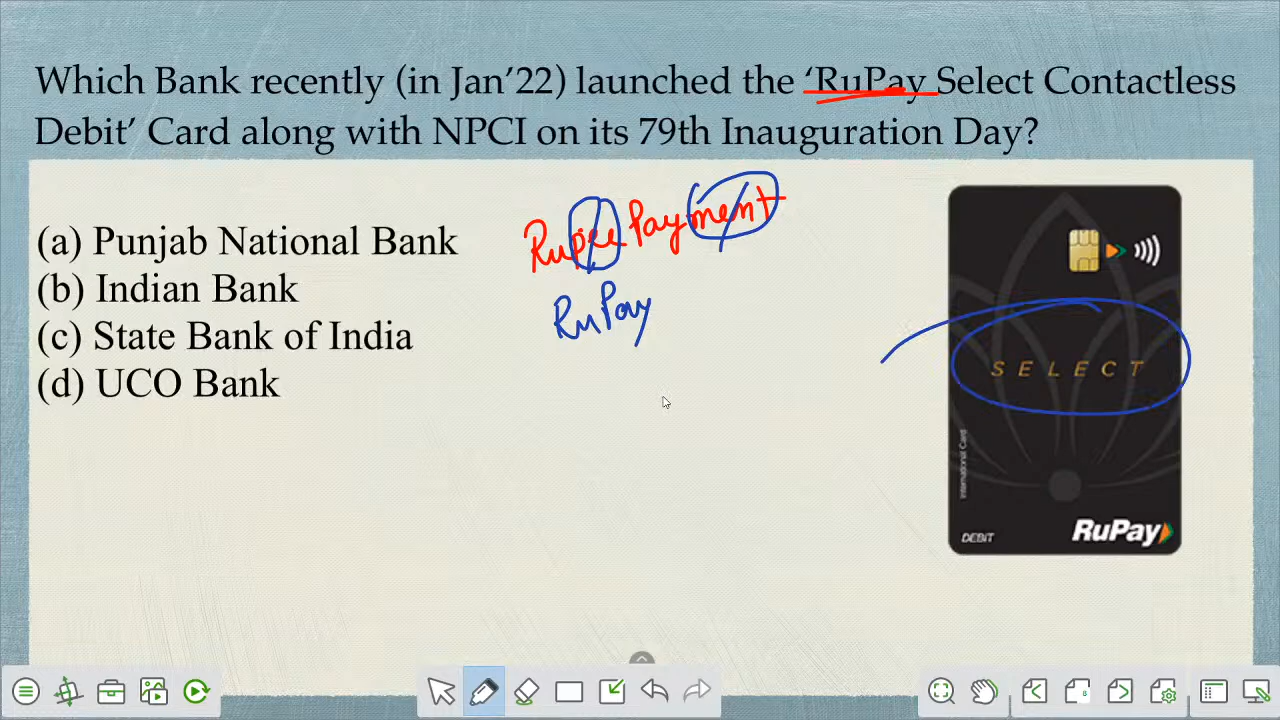 Which Bank recently (in Jan’22) launched the ‘RuPay Select Contactless
Debit’ Card along with NPCI on its 79th Inauguration Day?
(a) Punjab National Bank
(b) Indian Bank
(c) State Bank of India
(d) UCO Bank
Rupee Payment
RuPay
SELECT
International Card
DEBIT
RuPay